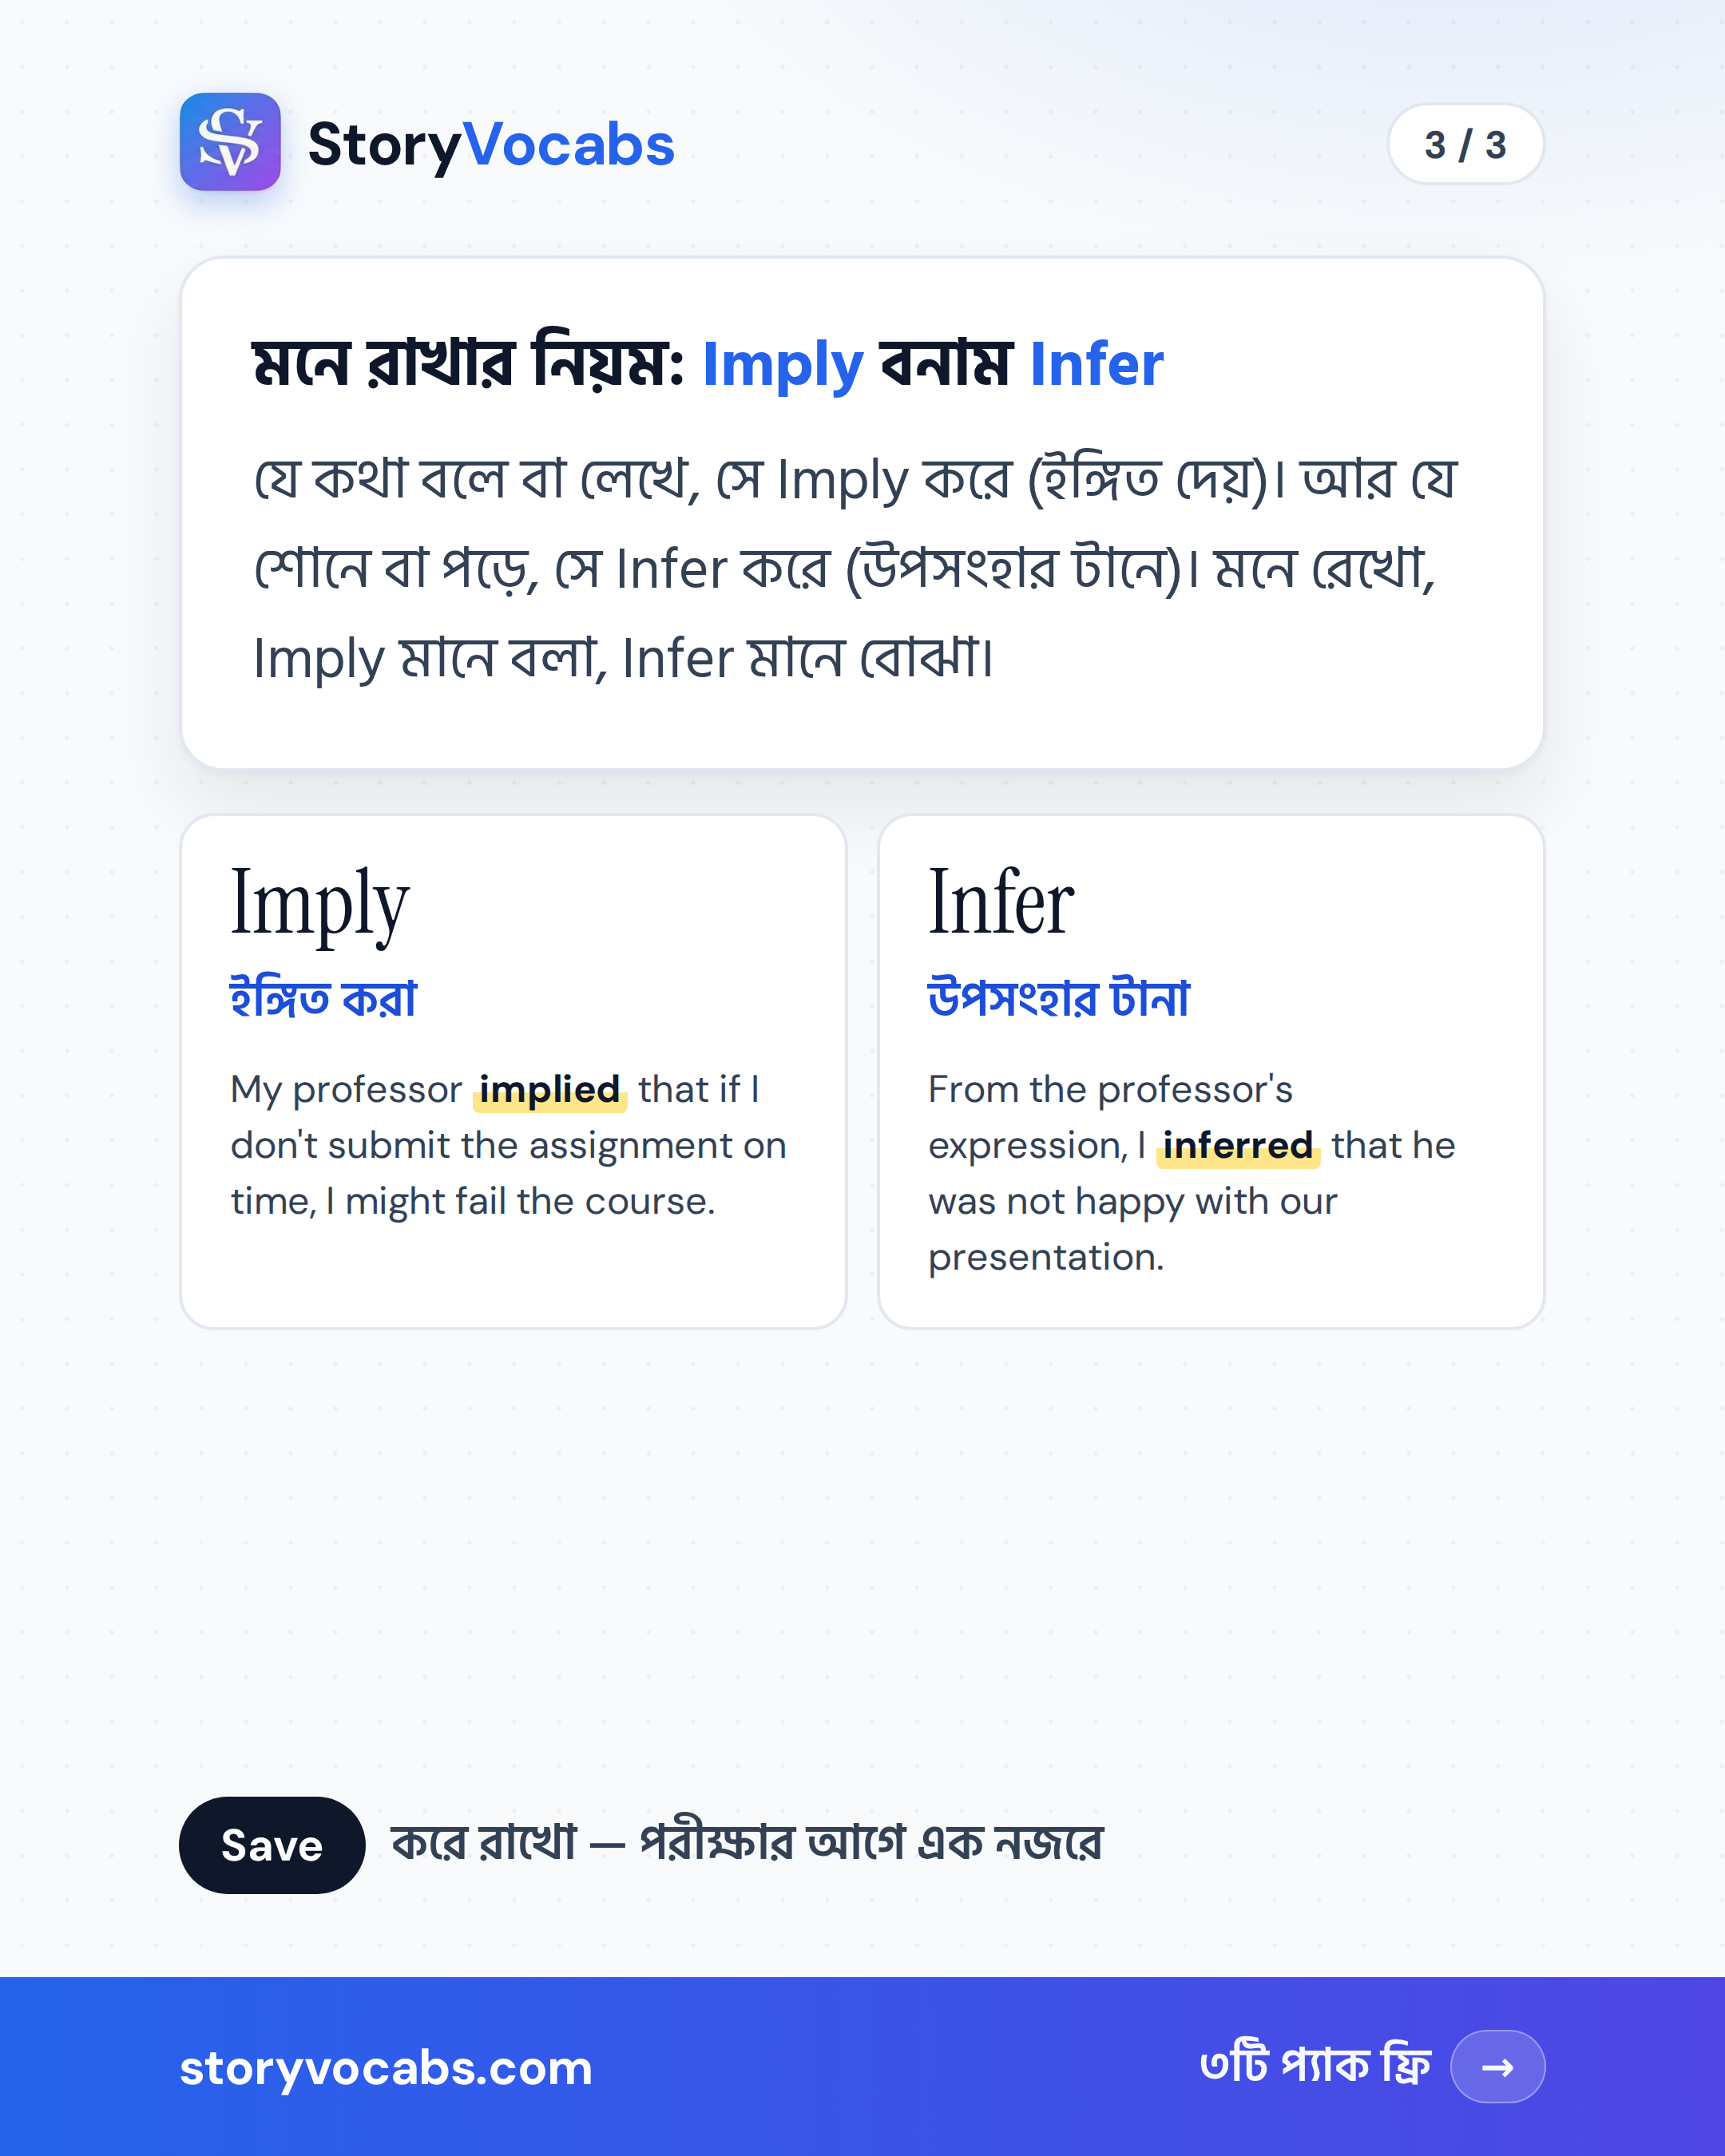 StoryVocabs
3 / 3
মনে রাখার নিয়ম: Imply বনাম Infer
যে কথা বলে বা লেখে, সে Imply করে (ইঙ্গিত দেয়)। আর যে
শোনে বা পড়ে, সে Infer করে (উপসংহার টানে)। মনে রেখো,
Imply মানে বলা, Infer মানে বোঝা।
Imply
ইঙ্গিত করা
My professor implied that if I
don't submit the assignment on
time, I might fail the course.
Infer
উপসংহার টানা
From the professor's
expression, I inferred that he
was not happy with our
presentation.
Save করে রাখো — পরীক্ষার আগে এক নজরে
storyvocabs.com
৩টি প্যাক ফ্রি →